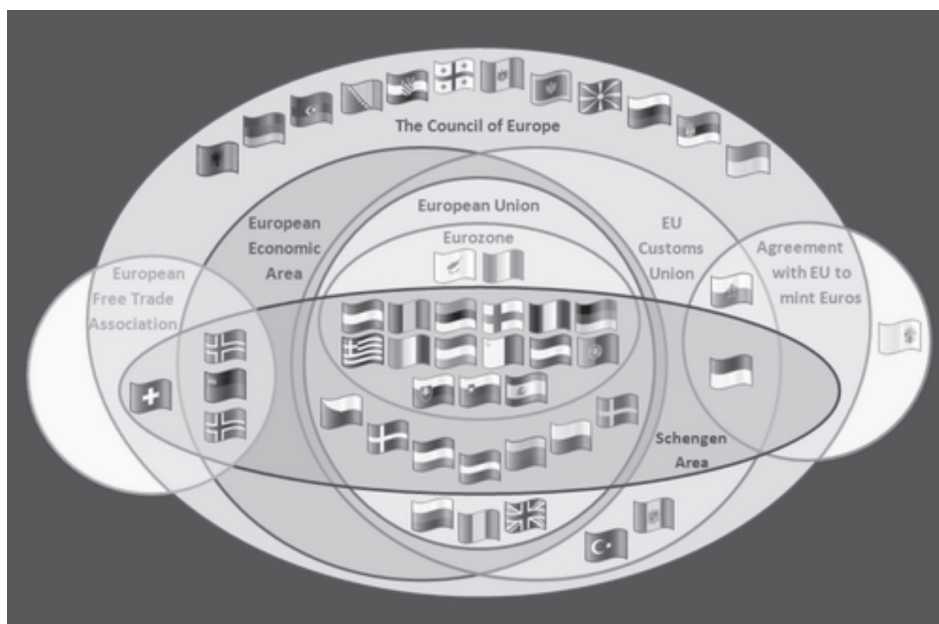 The Council of Europe
European Union
European
Economic
Area
Eurozone
EU
Customs
Union
Agreement
with EU to
mint Euros
European
Free Trade
Association
Schengen
Area